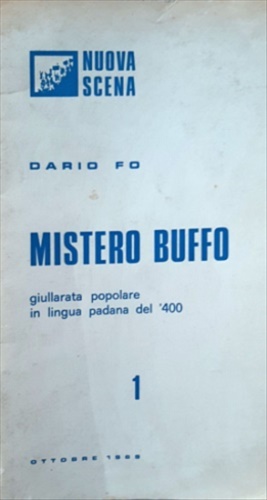 NUOVA
SCENA
DARIO FO
MISTERO BUFFO
giullarata popolare
in lingua padana del '400
1
OTTOBRE